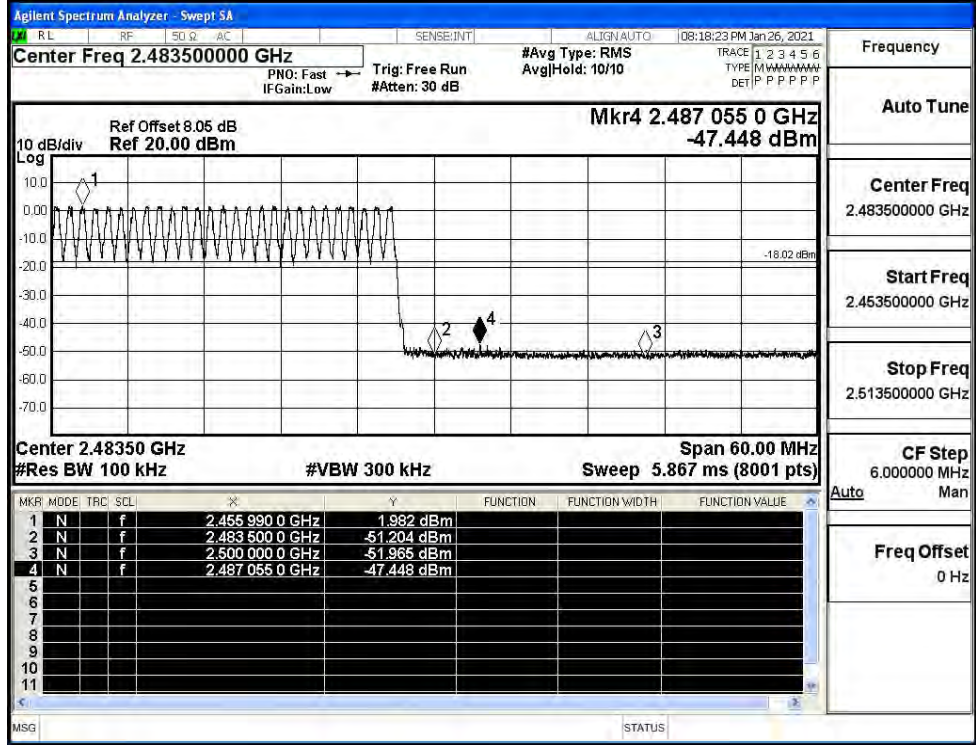 Agilent Spectrum Analyzer - Swept SA
LXI RL RF 50 Ω AC SENSE:INT ALIGN AUTO 08:18:23 PM Jan 26, 2021
Center Freq 2.483500000 GHz
PNO: Fast
IFGain:Low
Trig: Free Run
#Atten: 30 dB
#Avg Type: RMS
Avg|Hold: 10/10
TRACE 1 2 3 4 5 6
TYPE M W W W W W
DET P P P P P P
Mkr4 2.487 055 0 GHz
-47.448 dBm
Ref Offset 8.05 dB
10 dB/div Ref 20.00 dBm
Log
10.0
0.00
-10.0
-20.0
-30.0
-40.0
-50.0
-60.0
-70.0
1
2
4
3
-18.02 dBm
Center 2.48350 GHz Span 60.00 MHz
#Res BW 100 kHz #VBW 300 kHz Sweep 5.867 ms (8001 pts)
MKR MODE TRC SCL X Y FUNCTION FUNCTION WIDTH FUNCTION VALUE
1 N f 2.455 990 0 GHz 1.982 dBm
2 N f 2.483 500 0 GHz -51.204 dBm
3 N f 2.500 000 0 GHz -51.965 dBm
4 N f 2.487 055 0 GHz -47.448 dBm
5
6
7
8
9
10
11
MSG STATUS
Frequency
Auto Tune
Center Freq
2.483500000 GHz
Start Freq
2.453500000 GHz
Stop Freq
2.513500000 GHz
CF Step
6.000000 MHz
Auto Man
Freq Offset
0 Hz